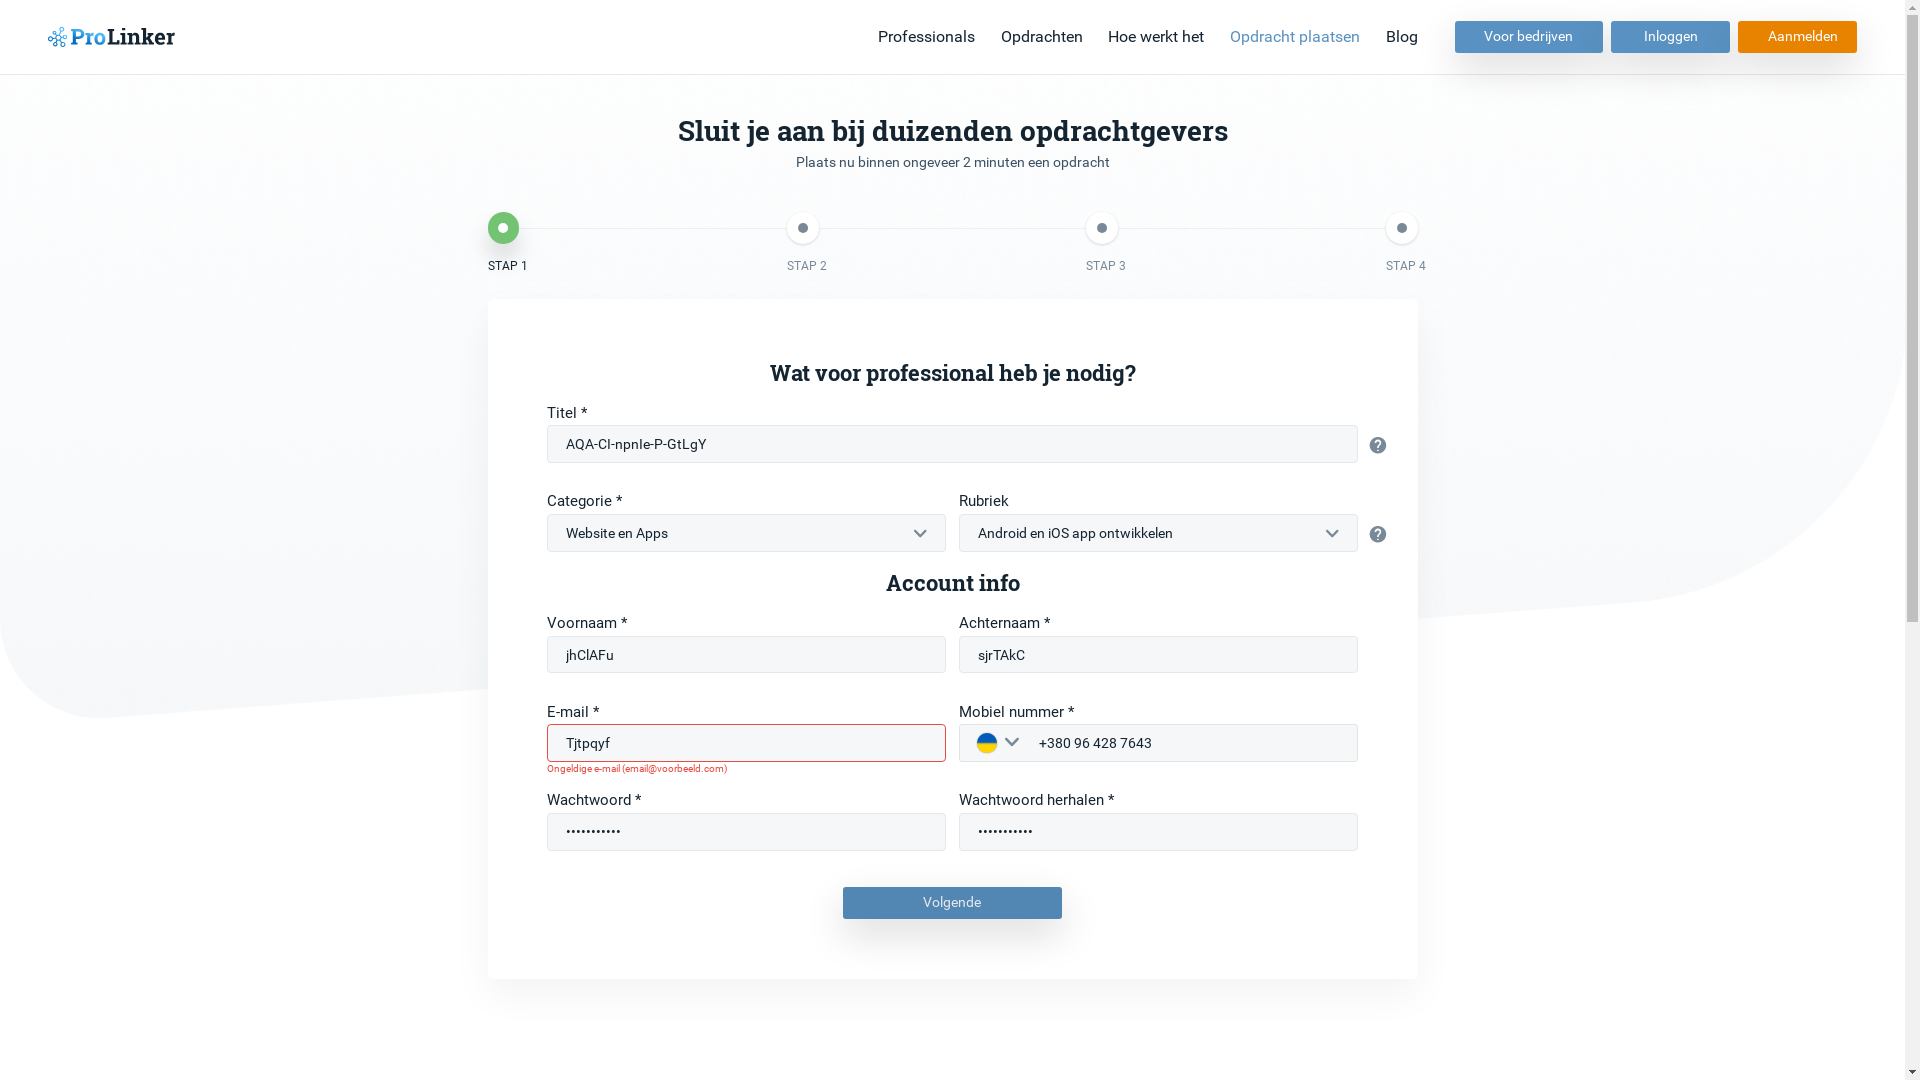 ProLinker
Professionals Opdrachten Hoe werkt het Opdracht plaatsen Blog Voor bedrijven Inloggen Aanmelden
Sluit je aan bij duizenden opdrachtgevers
Plaats nu binnen ongeveer 2 minuten een opdracht
STAP 1 STAP 2 STAP 3 STAP 4
Wat voor professional heb je nodig?
Titel *
AQA-CI-npnIe-P-GtLgY
Categorie * Rubriek
Website en Apps Android en iOS app ontwikkelen
Account info
Voornaam * Achternaam *
jhClAFu sjrTAkC
E-mail * Mobiel nummer *
Tjtpqyf +380 96 428 7643
Ongeldige e-mail (email@voorbeeld.com)
Wachtwoord * Wachtwoord herhalen *
••••••••••• •••••••••••
Volgende